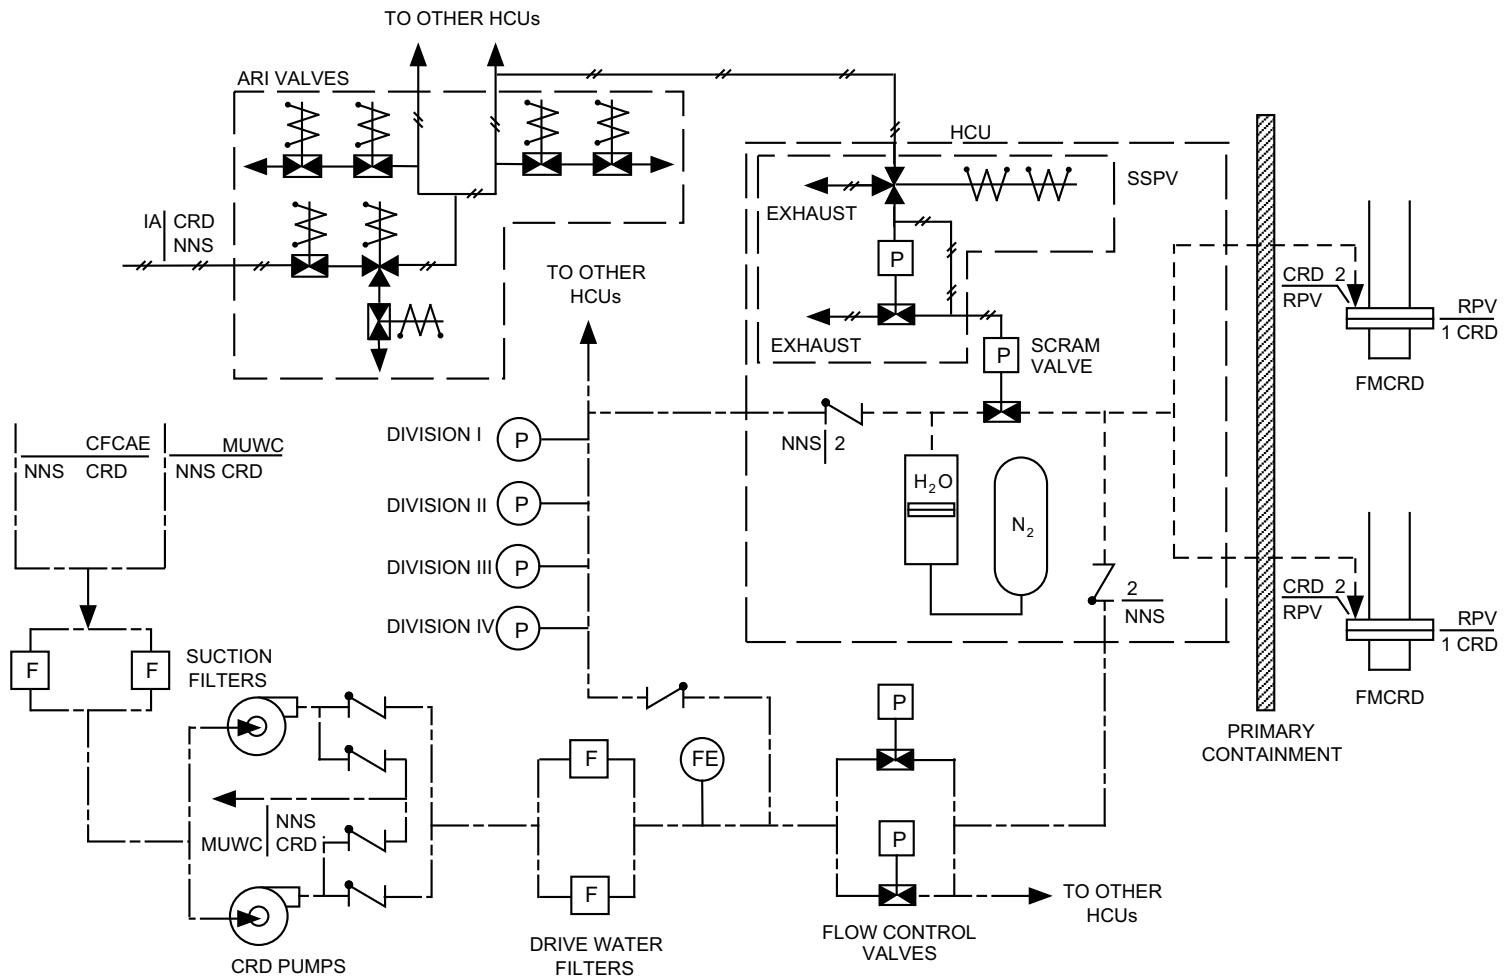 TO OTHER HCUs
ARI VALVES
HCU
SSPV
EXHAUST
IA CRD
NNS
TO OTHER
HCUs
P
EXHAUST
P
SCRAM
VALVE
CRD 2
RPV
RPV
1 CRD
FMCRD
DIVISION I P
NNS 2
CFCAE
NNS CRD
MUWC
NNS CRD
H2O
N2
DIVISION II P
DIVISION III P
DIVISION IV P
2
NNS
CRD 2
RPV
RPV
1 CRD
FMCRD
F
F
SUCTION
FILTERS
P
PRIMARY
CONTAINMENT
F
FE
NNS
MUWC CRD
P
F
TO OTHER
HCUs
CRD PUMPS
DRIVE WATER
FILTERS
FLOW CONTROL
VALVES